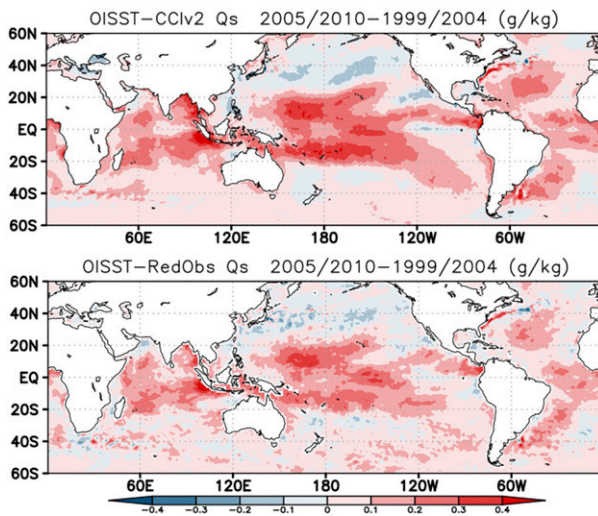 OISST-CCIv2 Qs 2005/2010-1999/2004 (g/kg)
60N
40N
20N
EQ
20S
40S
60S
60E 120E 180 120W 60W
OISST-RedObs Qs 2005/2010-1999/2004 (g/kg)
60N
40N
20N
EQ
20S
40S
60S
60E 120E 180 120W 60W
-0.4 -0.3 -0.2 -0.1 0 0.1 0.2 0.3 0.4